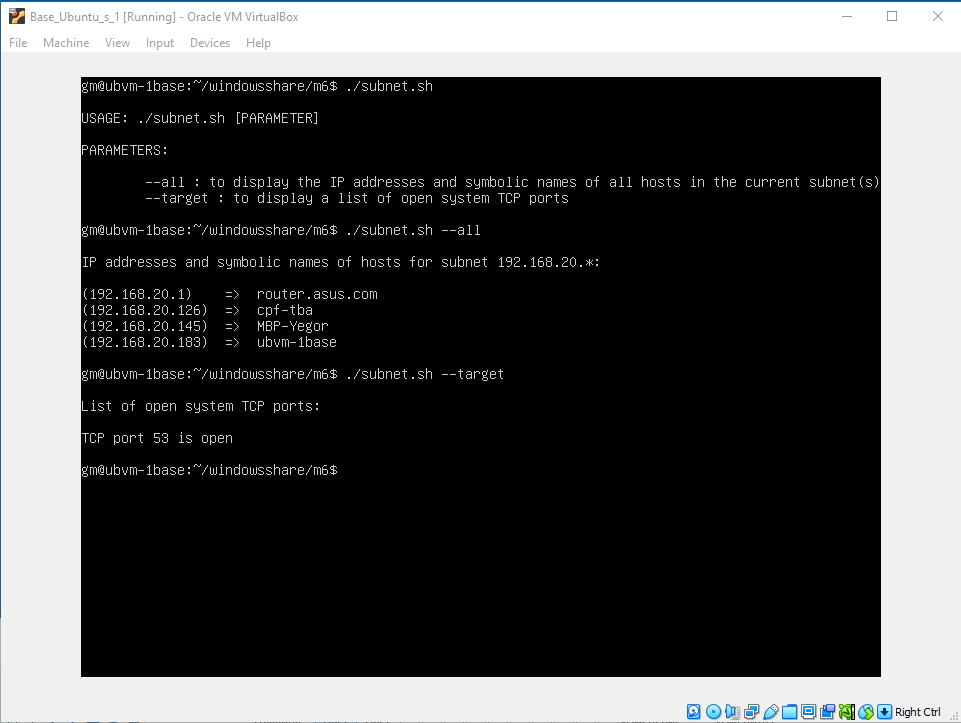 Base_Ubuntu_s_1 [Running] - Oracle VM VirtualBox
File Machine View Input Devices Help
gm@ubvm-1base:~/windowsshare/m6$ ./subnet.sh
USAGE: ./subnet.sh [PARAMETER]
PARAMETERS:
--all : to display the IP addresses and symbolic names of all hosts in the current subnet(s)
--target : to display a list of open system TCP ports
gm@ubvm-1base:~/windowsshare/m6$ ./subnet.sh --all
IP addresses and symbolic names of hosts for subnet 192.168.20.*:
(192.168.20.1) => router.asus.com
(192.168.20.126) => cpf-tba
(192.168.20.145) => MBP-Yegor
(192.168.20.183) => ubvm-1base
gm@ubvm-1base:~/windowsshare/m6$ ./subnet.sh --target
List of open system TCP ports:
TCP port 53 is open
gm@ubvm-1base:~/windowsshare/m6$
Right Ctrl